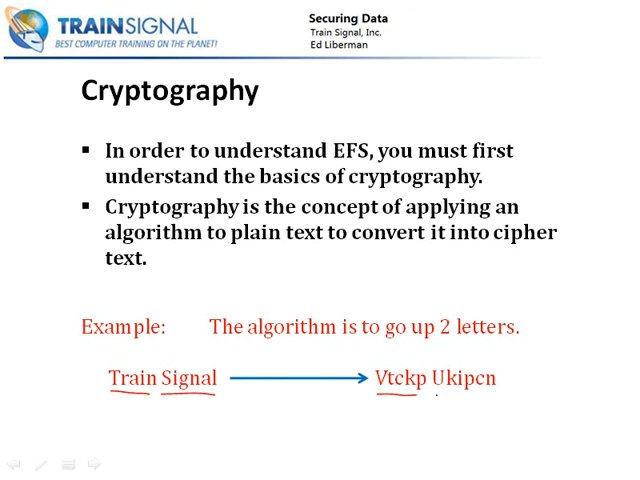 TRAINSIGNAL
BEST COMPUTER TRAINING ON THE PLANET!
Securing Data
Train Signal, Inc.
Ed Liberman
Cryptography
▪ In order to understand EFS, you must first
understand the basics of cryptography.
▪ Cryptography is the concept of applying an
algorithm to plain text to convert it into cipher
text.
Example: The algorithm is to go up 2 letters.
Train Signal Vtckp Ukipcn